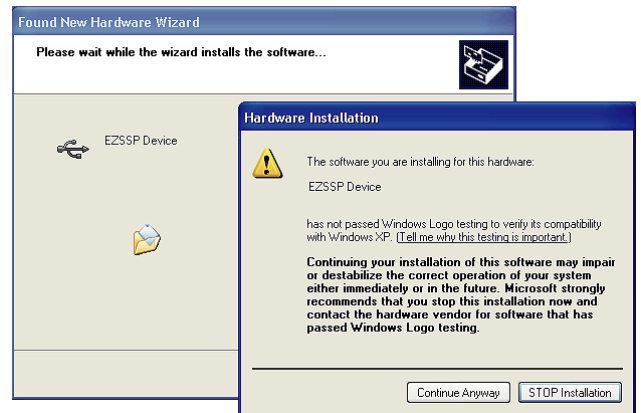 Found New Hardware Wizard
Please wait while the wizard installs the software...
EZSSP Device
Hardware Installation
The software you are installing for this hardware:
EZSSP Device
has not passed Windows Logo testing to verify its compatibility
with Windows XP. (Tell me why this testing is important.)
Continuing your installation of this software may impair
or destabilize the correct operation of your system
either immediately or in the future. Microsoft strongly
recommends that you stop this installation now and
contact the hardware vendor for software that has
passed Windows Logo testing.
Continue Anyway
STOP Installation